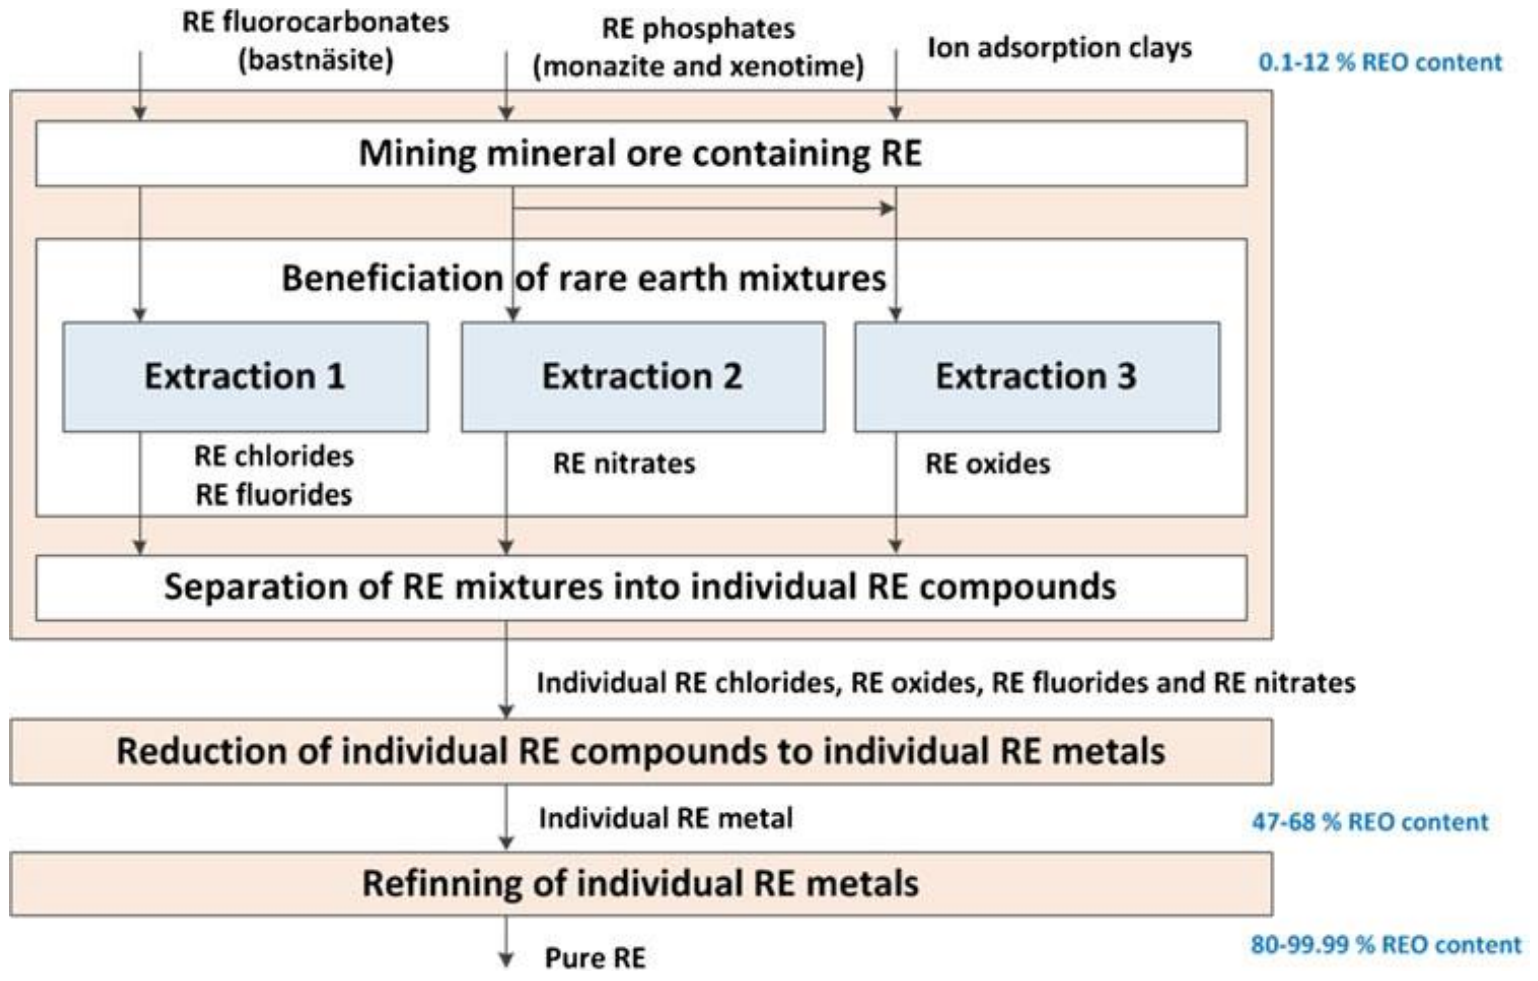 RE fluorocarbonates
(bastnäsite)
RE phosphates
(monazite and xenotime)
Ion adsorption clays
0.1-12 % REO content
Mining mineral ore containing RE
Beneficiation of rare earth mixtures
Extraction 1
Extraction 2
Extraction 3
RE chlorides
RE fluorides
RE nitrates
RE oxides
Separation of RE mixtures into individual RE compounds
Individual RE chlorides, RE oxides, RE fluorides and RE nitrates
Reduction of individual RE compounds to individual RE metals
Individual RE metal
47-68 % REO content
Refinning of individual RE metals
80-99.99 % REO content
Pure RE